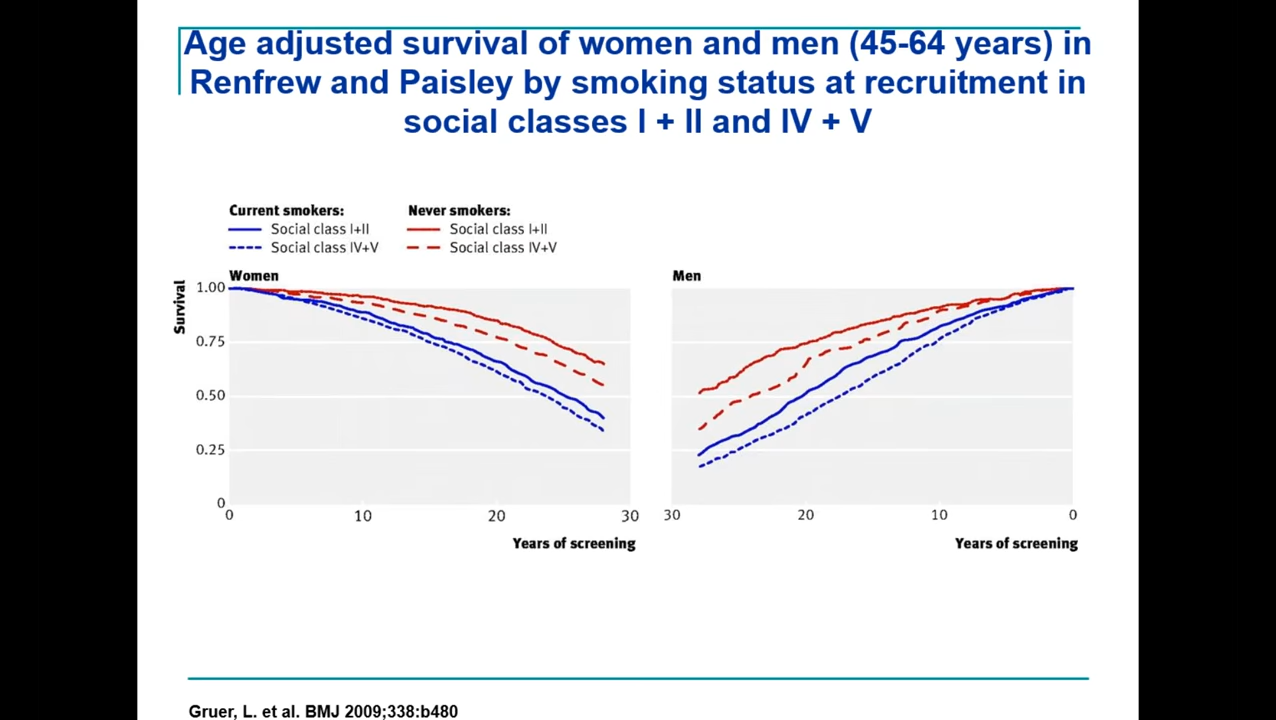 Age adjusted survival of women and men (45-64 years) in
Renfrew and Paisley by smoking status at recruitment in
social classes I + II and IV + V
Current smokers:
Social class I+II
Social class IV+V
Never smokers:
Social class I+II
Social class IV+V
Women
Survival
1.00
0.75
0.50
0.25
0
0 10 20 30
Years of screening
Men
30 20 10 0
Years of screening
Gruer, L. et al. BMJ 2009;338:b480